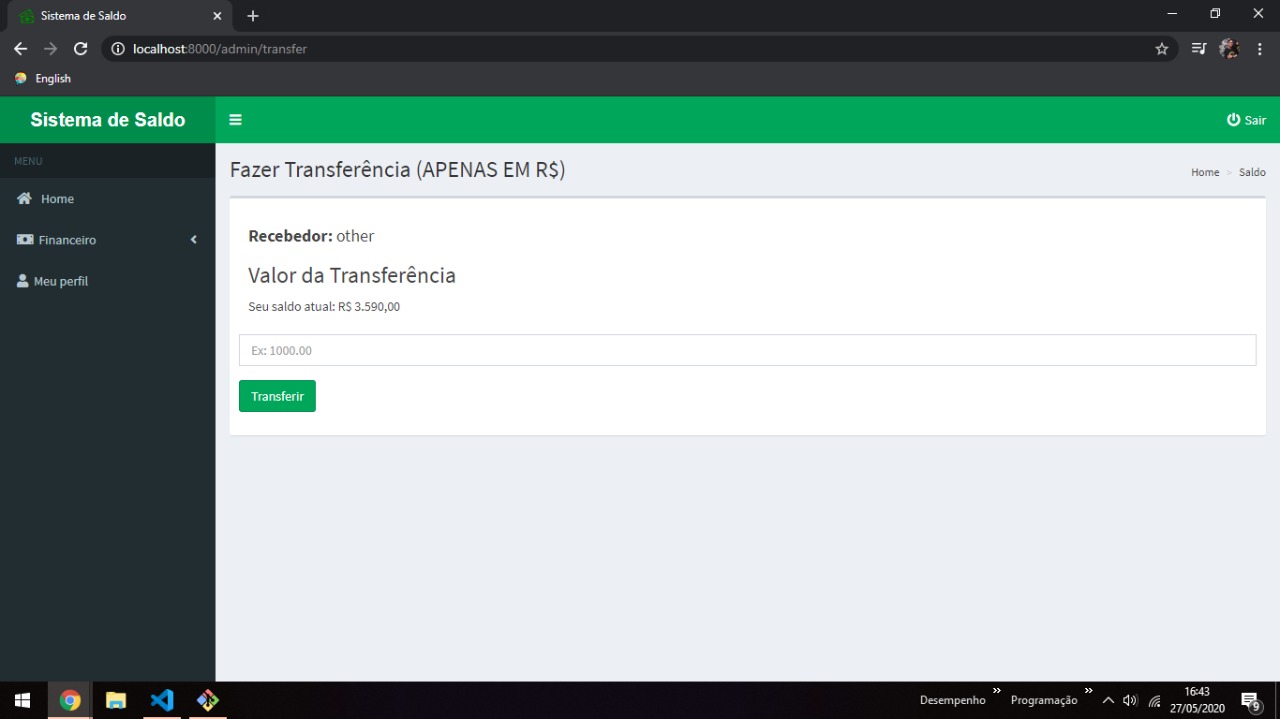 Sistema de Saldo
localhost:8000/admin/transfer
English
Sistema de Saldo
Sair
MENU
Home
Financeiro
Meu perfil
Fazer Transferência (APENAS EM R$)
Home > Saldo
Recebedor: other
Valor da Transferência
Seu saldo atual: R$ 3.590,00
Ex: 1000.00
Transferir
Desempenho
Programação
16:43
27/05/2020
9